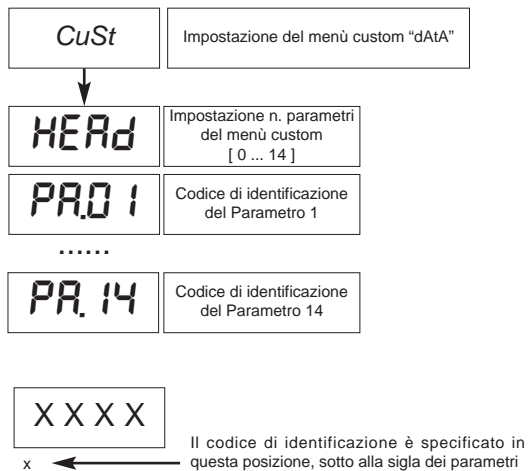 CuSt
Impostazione del menù custom “dAtA”
HEAd
Impostazione n. parametri
del menù custom
[ 0 ... 14 ]
PA.01
Codice di identificazione
del Parametro 1
......
PA. 14
Codice di identificazione
del Parametro 14
X X X X
x
Il codice di identificazione è specificato in
questa posizione, sotto alla sigla dei parametri